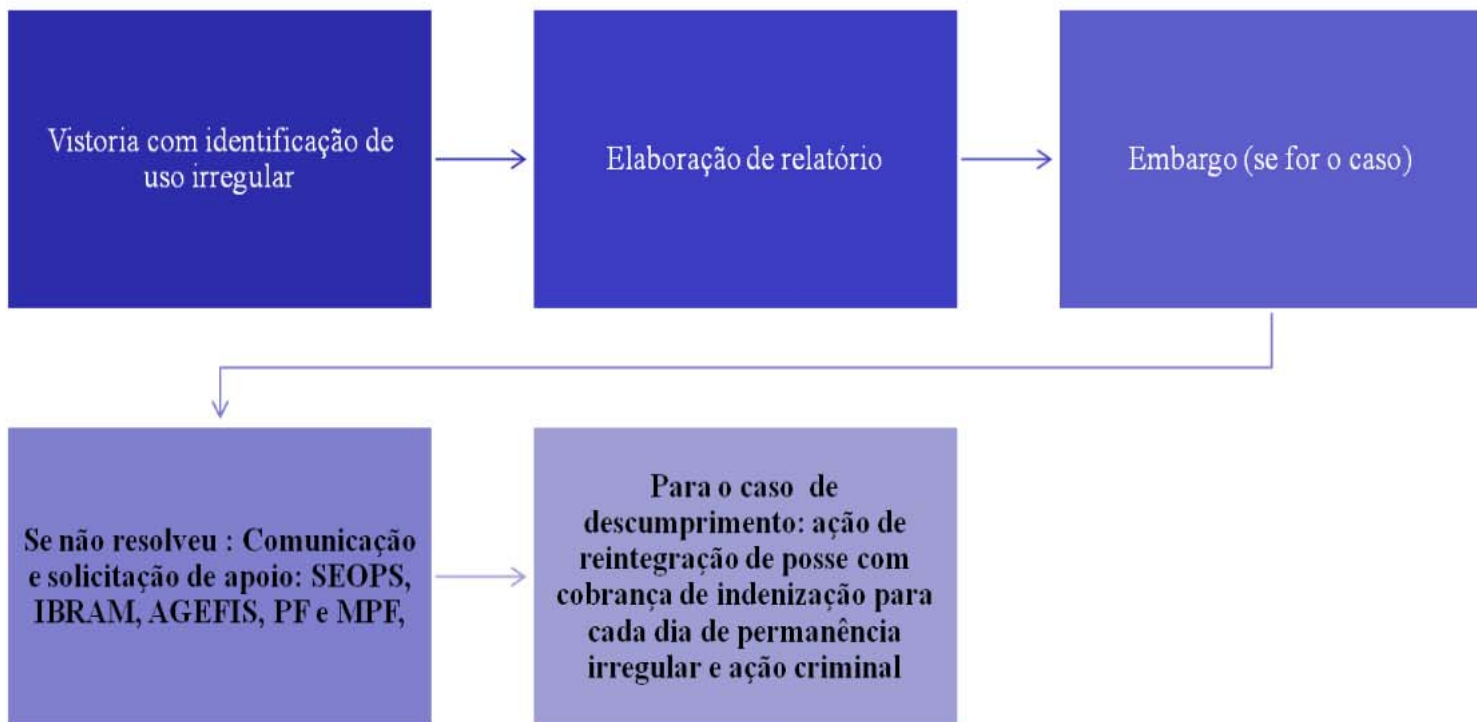 Vistoria com identificação de
uso irregular
Elaboração de relatório
Embargo (se for o caso)
Se não resolveu : Comunicação
e solicitação de apoio: SEOPS,
IBRAM, AGEFIS, PF e MPF,
Para o caso de
descumprimento: ação de
reintegração de posse com
cobrança de indenização para
cada dia de permanência
irregular e ação criminal